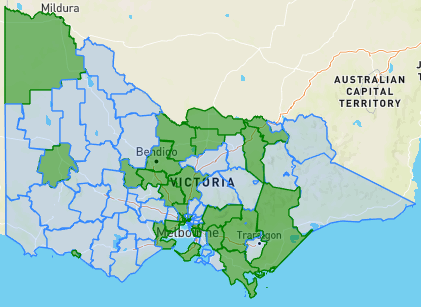 Mildura
AUSTRALIAN
CAPITAL
TERRITORY
Bendigo
VICTORIA
Melbourne
Traralgon